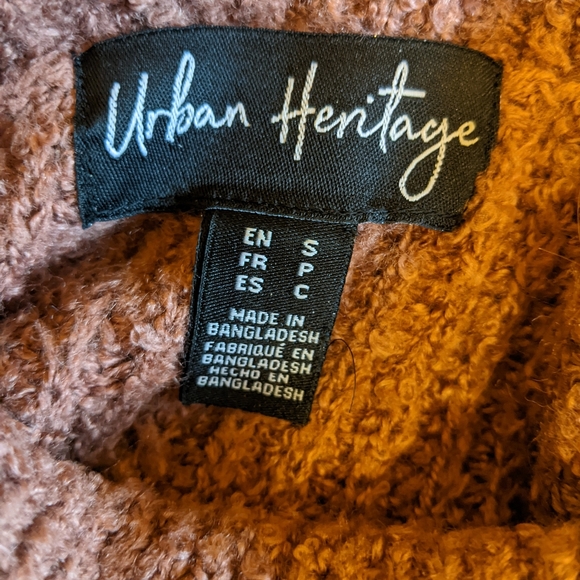 Urban Heritage
EN S
FR P
ES C
MADE IN
BANGLADESH
FABRIQUE EN
BANGLADESH
HECHO EN
BANGLADESH